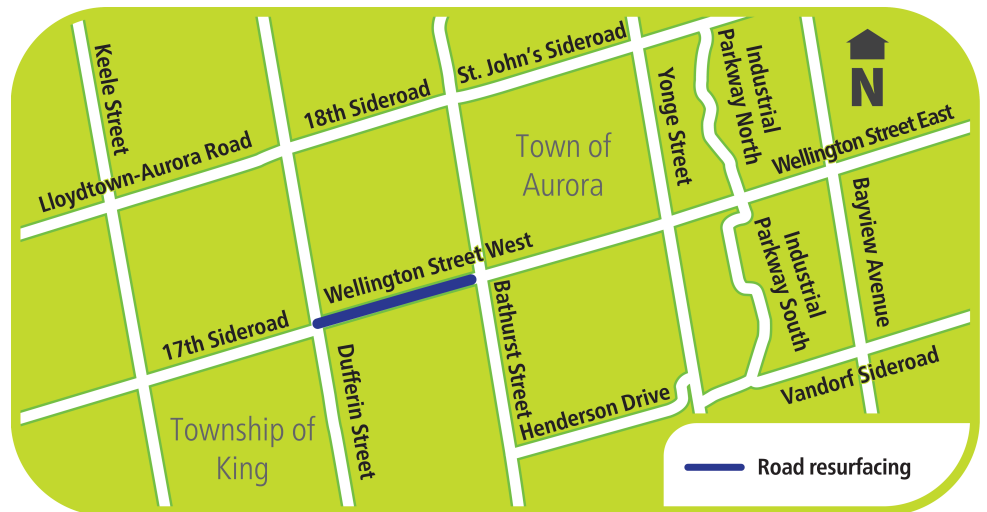 Keele Street
Lloydtown-Aurora Road
18th Sideroad
St. John's Sideroad
Yonge Street
Industrial
Parkway North
N
Wellington Street East
Town of
Aurora
Bayview Avenue
Industrial
Parkway South
Wellington Street West
17th Sideroad
Dufferin Street
Bathurst Street
Henderson Drive
Vandorf Sideroad
Township of
King
Road resurfacing